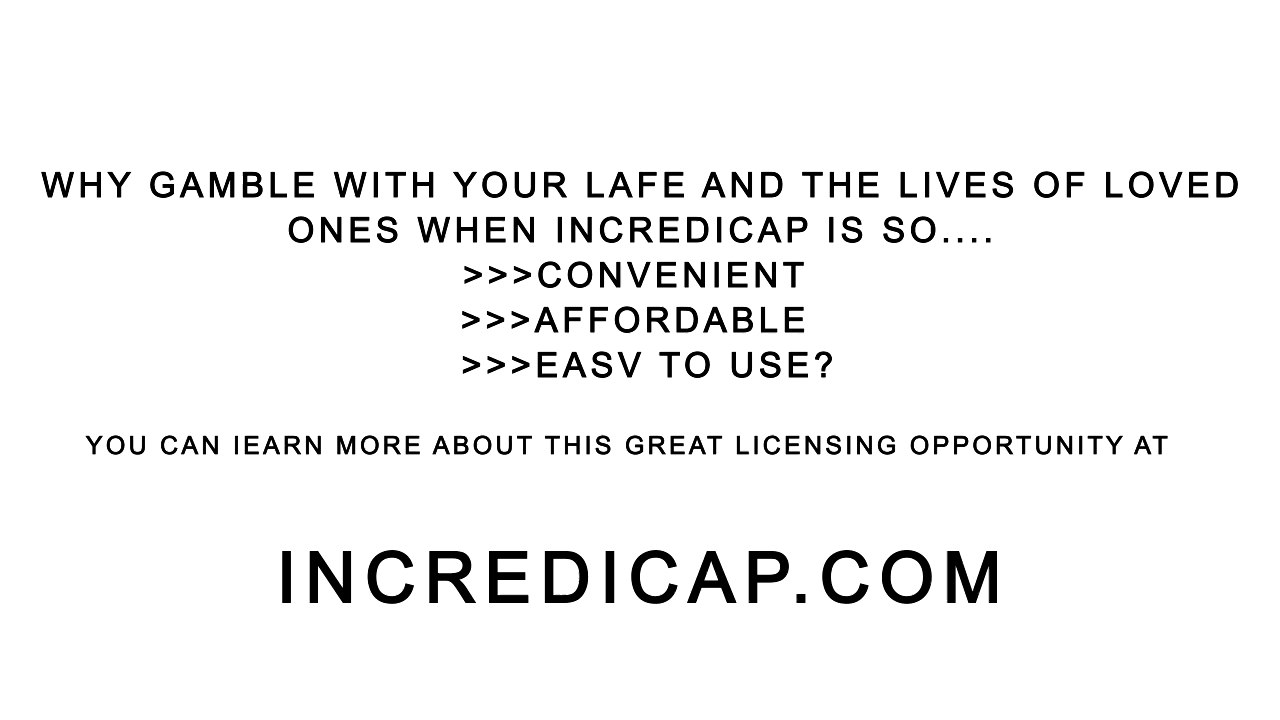 WHY GAMBLE WITH YOUR LAFE AND THE LIVES OF LOVED
ONES WHEN INCREDICAP IS SO....
>>>CONVENIENT
>>>AFFORDABLE
>>>EASV TO USE?
YOU CAN IEARN MORE ABOUT THIS GREAT LICENSING OPPORTUNITY AT
INCREDICAP.COM